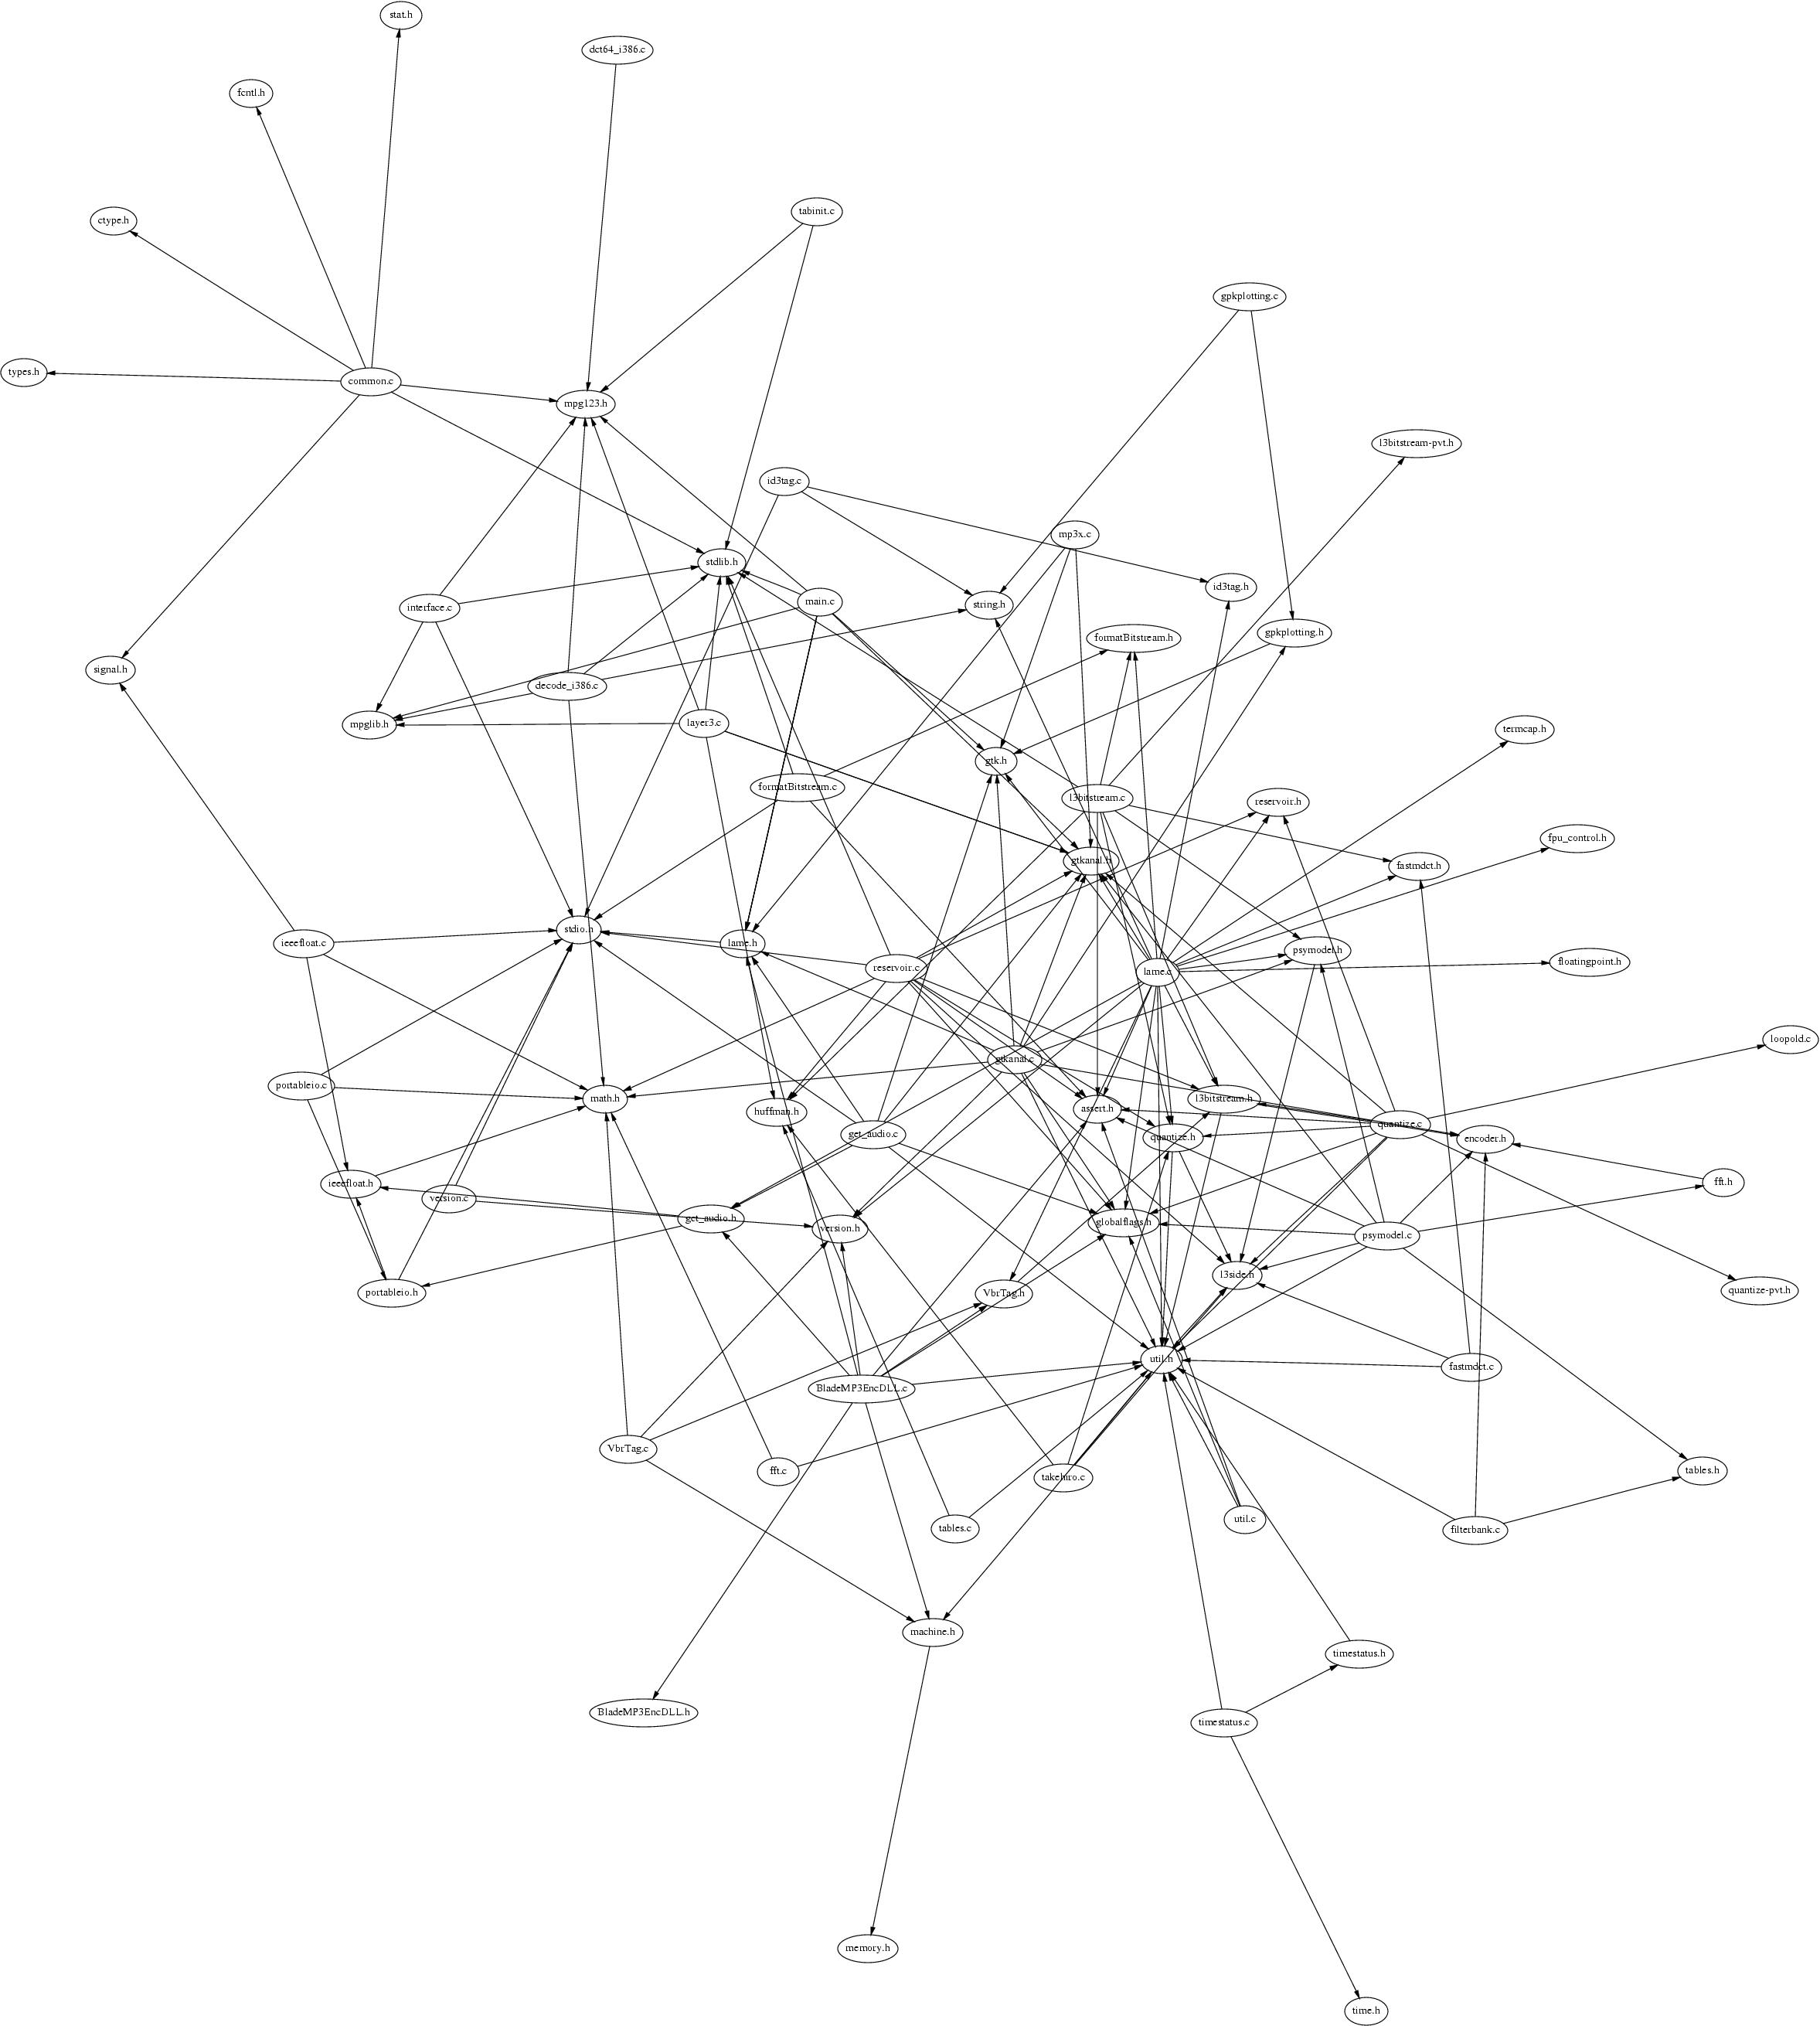 stat.h
dct64_i386.c
fcntl.h
tabinit.c
ctype.h
gpkplotting.c
types.h
common.c
mpg123.h
l3bitstream-pvt.h
id3tag.c
mp3x.c
stdlib.h
id3tag.h
main.c
string.h
interface.c
gpkplotting.h
formatBitstream.h
signal.h
decode_i386.c
mpglib.h
layer3.c
termcap.h
gtk.h
formatBitstream.c
l3bitstream.c
reservoir.h
fpu_control.h
gtkanal.h
fastmdct.h
stdio.h
ieeefloat.c
lame.h
psymodel.h
floatingpoint.h
reservoir.c
lame.c
loopold.c
gtkanal.c
portableio.c
math.h
l3bitstream.h
huffman.h
assert.h
quantize.c
get_audio.c
quantize.h
encoder.h
ieeefloat.h
fft.h
version.c
get_audio.h
version.h
globalflags.h
psymodel.c
l3side.h
portableio.h
VbrTag.h
quantize-pvt.h
util.h
fastmdct.c
BladeMP3EncDLL.c
VbrTag.c
fft.c
tables.h
takehiro.c
util.c
tables.c
filterbank.c
machine.h
timestatus.h
BladeMP3EncDLL.h
timestatus.c
memory.h
time.h